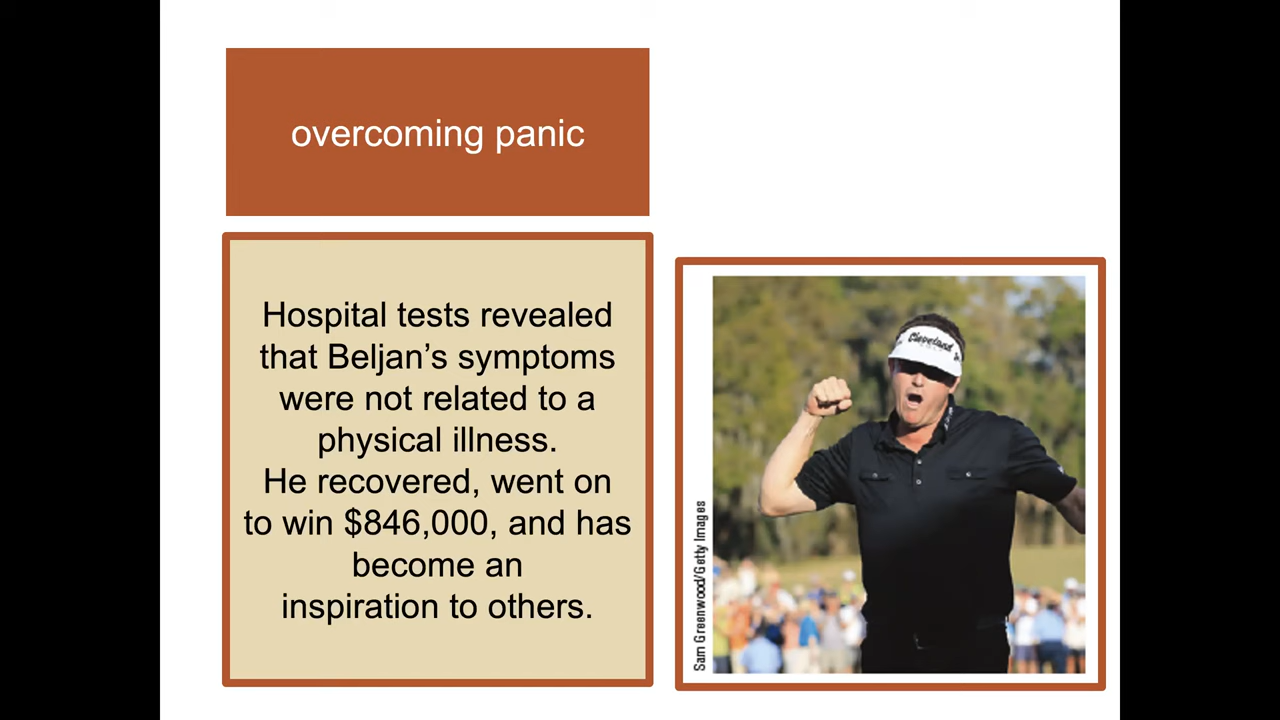 overcoming panic
Hospital tests revealed
that Beljan’s symptoms
were not related to a
physical illness.
He recovered, went on
to win $846,000, and has
become an
inspiration to others.
Cleveland
Sam Greenwood/Getty Images